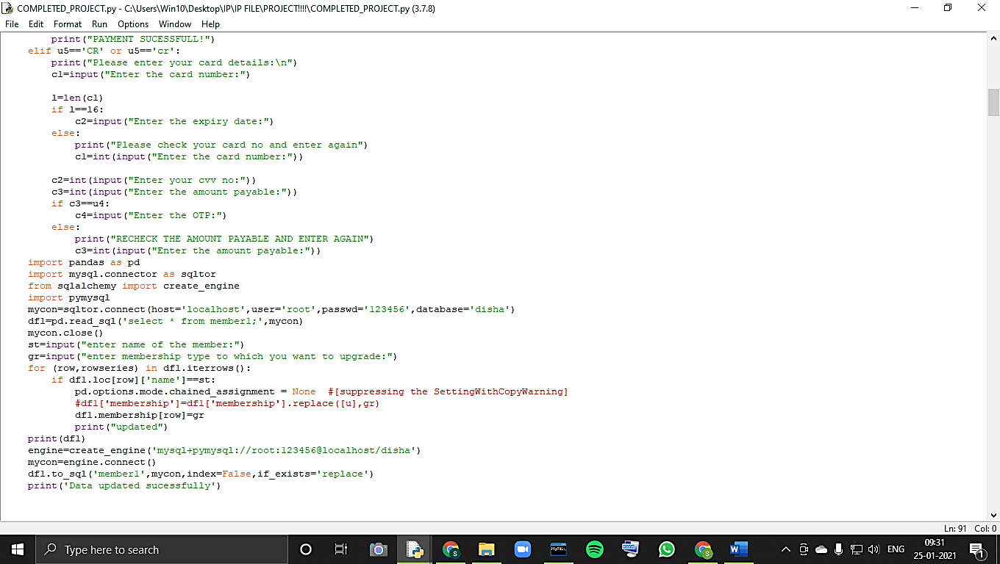 COMPLETED_PROJECT.py - C:\Users\Win10\Desktop\IP\IP FILE\PROJECT!!!!\COMPLETED_PROJECT.py (3.7.8)
File Edit Format Run Options Window Help
print("PAYMENT SUCESSFULL!")
elif u5=='CR' or u5=='cr':
print("Please enter your card details:\n")
c1=input("Enter the card number:")
l=len(c1)
if l==16:
c2=input("Enter the expiry date:")
else:
print("Please check your card no and enter again")
c1=int(input("Enter the card number:"))
c2=int(input("Enter your cvv no:"))
c3=int(input("Enter the amount payable:"))
if c3==u4:
c4=input("Enter the OTP:")
else:
print("RECHECK THE AMOUNT PAYABLE AND ENTER AGAIN")
c3=int(input("Enter the amount payable:"))
import pandas as pd
import mysql.connector as sqltor
from sqlalchemy import create_engine
import pymysql
mycon=sqltor.connect(host='localhost',user='root',passwd='123456',database='disha')
df1=pd.read_sql('select * from member1;',mycon)
mycon.close()
st=input("enter name of the member:")
gr=input("enter membership type to which you want to upgrade:")
for (row,rowseries) in df1.iterrows():
if df1.loc[row]['name']==st:
pd.options.mode.chained_assignment = None  #[suppressing the SettingWithCopyWarning]
#df1['membership']=df1['membership'].replace([u],gr)
df1.membership[row]=gr
print("updated")
print(df1)
engine=create_engine('mysql+pymysql://root:123456@localhost/disha')
mycon=engine.connect()
df1.to_sql('member1',mycon,index=False,if_exists='replace')
print('Data updated sucessfully')
Ln: 91 Col: 0
Type here to search
ENG
09:31
25-01-2021